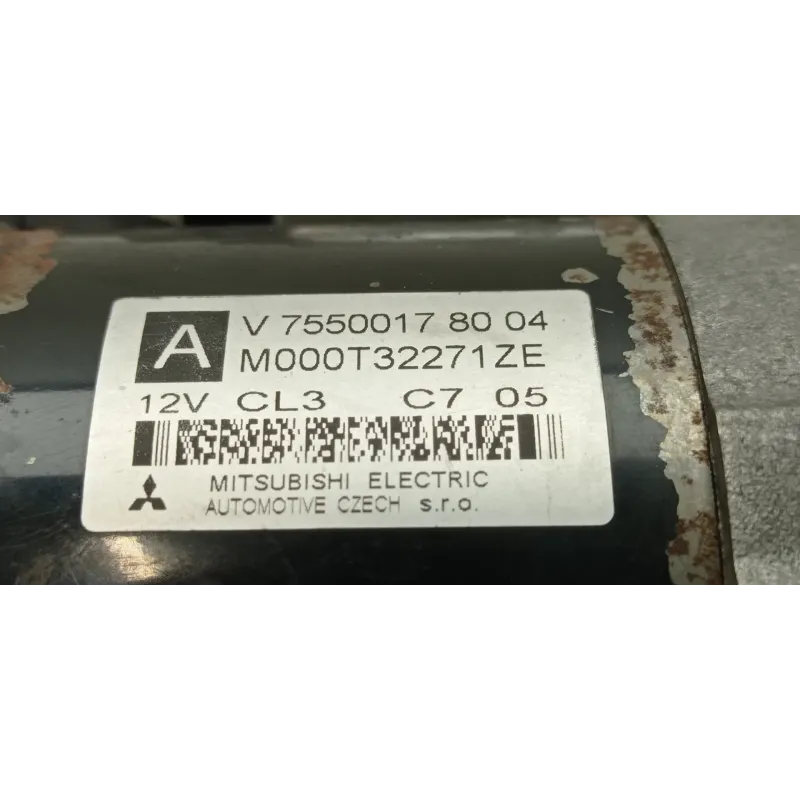 A
V 7550017 80 04
M000T32271ZE
12V CL3 C7 05
MITSUBISHI ELECTRIC
AUTOMOTIVE CZECH s.r.o.